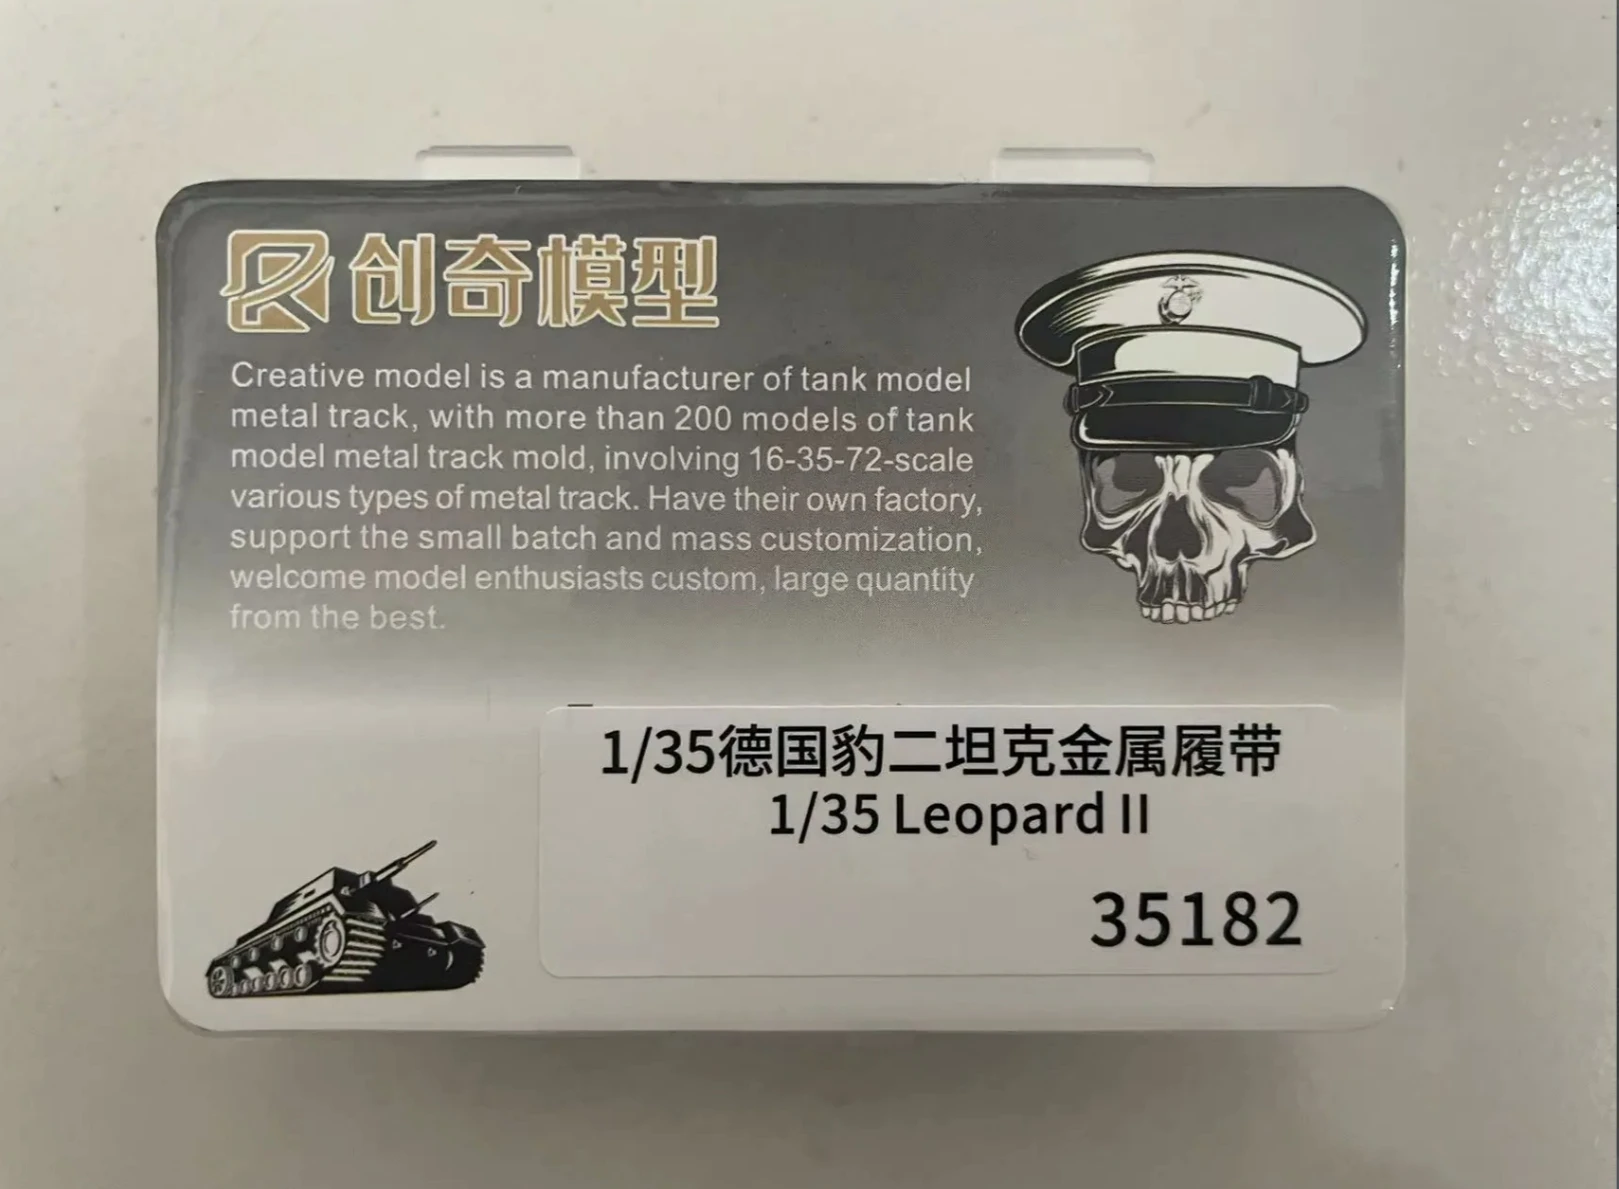 创奇模型
Creative model is a manufacturer of tank model
metal track, with more than 200 models of tank
model metal track mold, involving 16-35-72-scale
various types of metal track. Have their own factory,
support the small batch and mass customization,
welcome model enthusiasts custom, large quantity
from the best.
1/35德国豹二坦克金属履带
1/35 Leopard II
35182